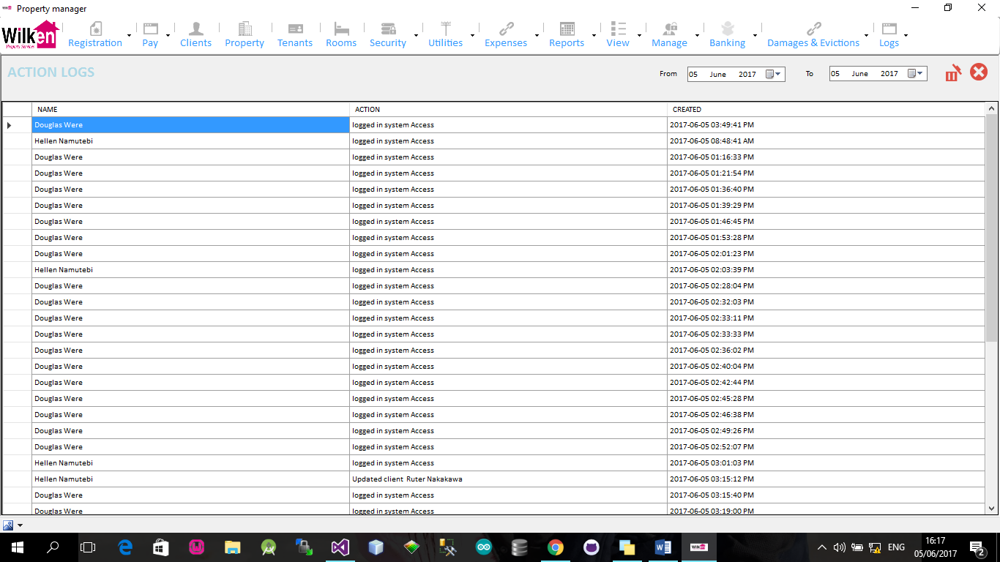 Property manager
Wilken
Property Services
Registration Pay Clients Property Tenants Rooms Security Utilities Expenses Reports View Manage Banking Damages & Evictions Logs
ACTION LOGS
From 05 June 2017 To 05 June 2017
NAME ACTION CREATED
Douglas Were logged in system Access 2017-06-05 03:49:41 PM
Hellen Namutebi logged in system Access 2017-06-05 08:48:41 AM
Douglas Were logged in system Access 2017-06-05 01:16:33 PM
Douglas Were logged in system Access 2017-06-05 01:21:54 PM
Douglas Were logged in system Access 2017-06-05 01:36:40 PM
Douglas Were logged in system Access 2017-06-05 01:39:29 PM
Douglas Were logged in system Access 2017-06-05 01:46:45 PM
Douglas Were logged in system Access 2017-06-05 01:53:28 PM
Douglas Were logged in system Access 2017-06-05 02:01:23 PM
Hellen Namutebi logged in system Access 2017-06-05 02:03:39 PM
Douglas Were logged in system Access 2017-06-05 02:28:04 PM
Douglas Were logged in system Access 2017-06-05 02:32:03 PM
Douglas Were logged in system Access 2017-06-05 02:33:11 PM
Douglas Were logged in system Access 2017-06-05 02:33:33 PM
Douglas Were logged in system Access 2017-06-05 02:36:02 PM
Douglas Were logged in system Access 2017-06-05 02:40:04 PM
Douglas Were logged in system Access 2017-06-05 02:42:44 PM
Douglas Were logged in system Access 2017-06-05 02:45:28 PM
Douglas Were logged in system Access 2017-06-05 02:46:38 PM
Douglas Were logged in system Access 2017-06-05 02:49:26 PM
Douglas Were logged in system Access 2017-06-05 02:52:07 PM
Hellen Namutebi logged in system Access 2017-06-05 03:01:03 PM
Hellen Namutebi Updated client Ruter Nakakawa 2017-06-05 03:15:12 PM
Douglas Were logged in system Access 2017-06-05 03:15:40 PM
Douglas Were logged in system Access 2017-06-05 03:19:00 PM
ENG 16:17
05/06/2017
2